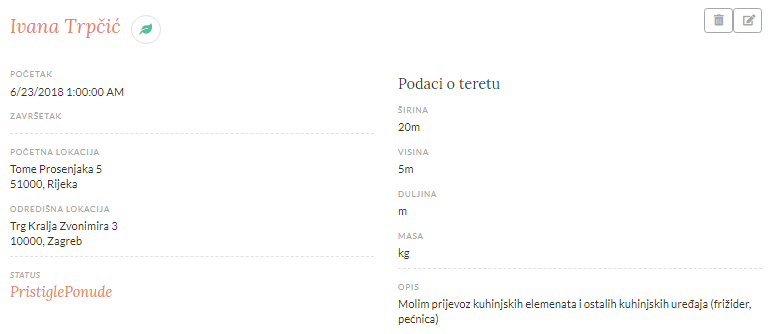 Ivana Trpčić
POČETAK
6/23/2018 1:00:00 AM
ZAVRŠETAK
POČETNA LOKACIJA
Tome Prosenjaka 5
51000, Rijeka
ODREDIŠNA LOKACIJA
Trg Kralja Zvonimira 3
10000, Zagreb
STATUS
PristiglePonude
Podaci o teretu
ŠIRINA
20m
VISINA
5m
DULJINA
m
MASA
kg
OPIS
Molim prijevoz kuhinjskih elemenata i ostalih kuhinjskih uređaja (frižider,
pećnica)